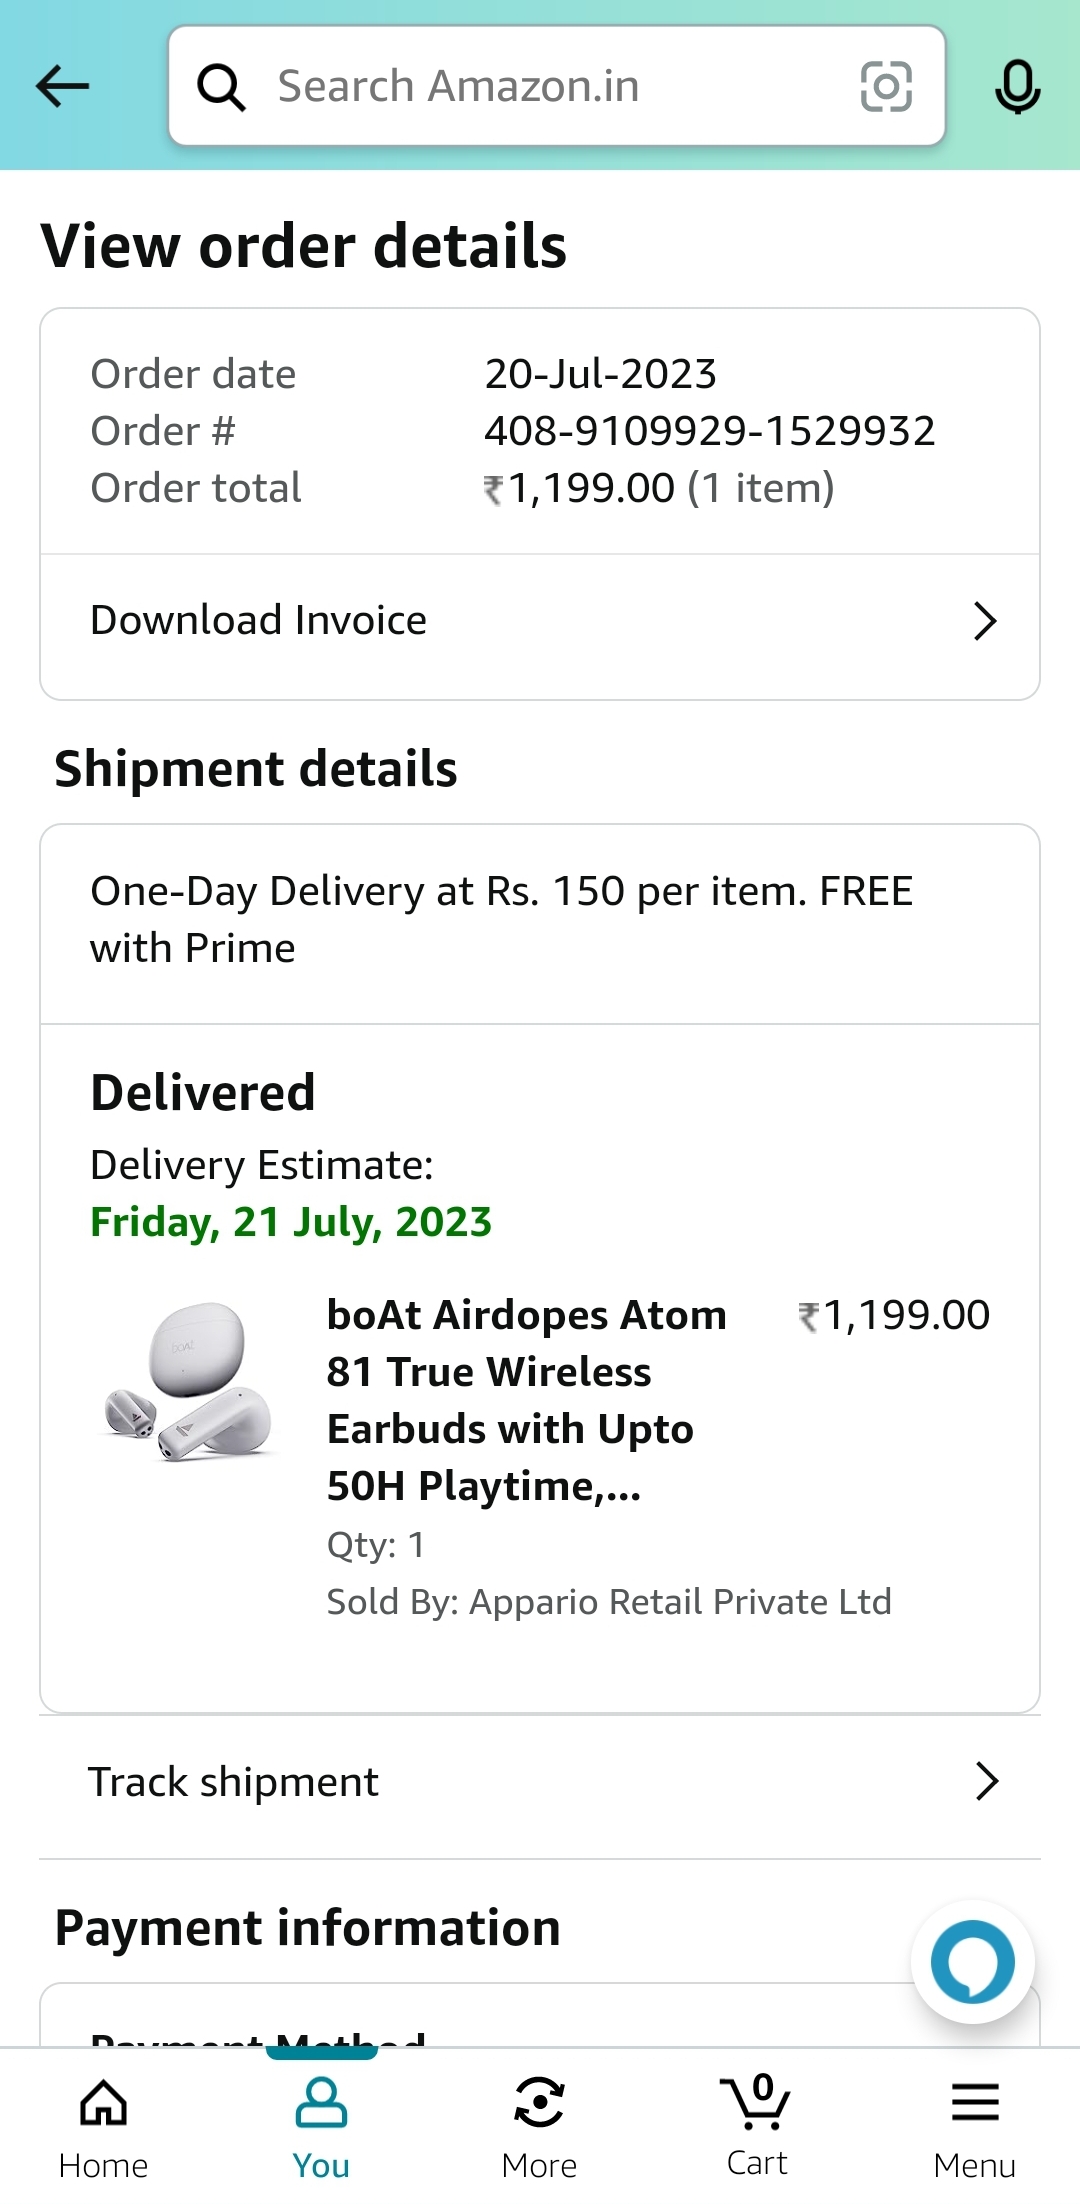 Search Amazon.in
View order details
Order date 20-Jul-2023
Order # 408-9109929-1529932
Order total ₹1,199.00 (1 item)
Download Invoice
Shipment details
One-Day Delivery at Rs. 150 per item. FREE
with Prime
Delivered
Delivery Estimate:
Friday, 21 July, 2023
boAt Airdopes Atom ₹1,199.00
81 True Wireless
Earbuds with Upto
50H Playtime,...
Qty: 1
Sold By: Appario Retail Private Ltd
Track shipment
Payment information
Payment Method
0
Home You More Cart Menu